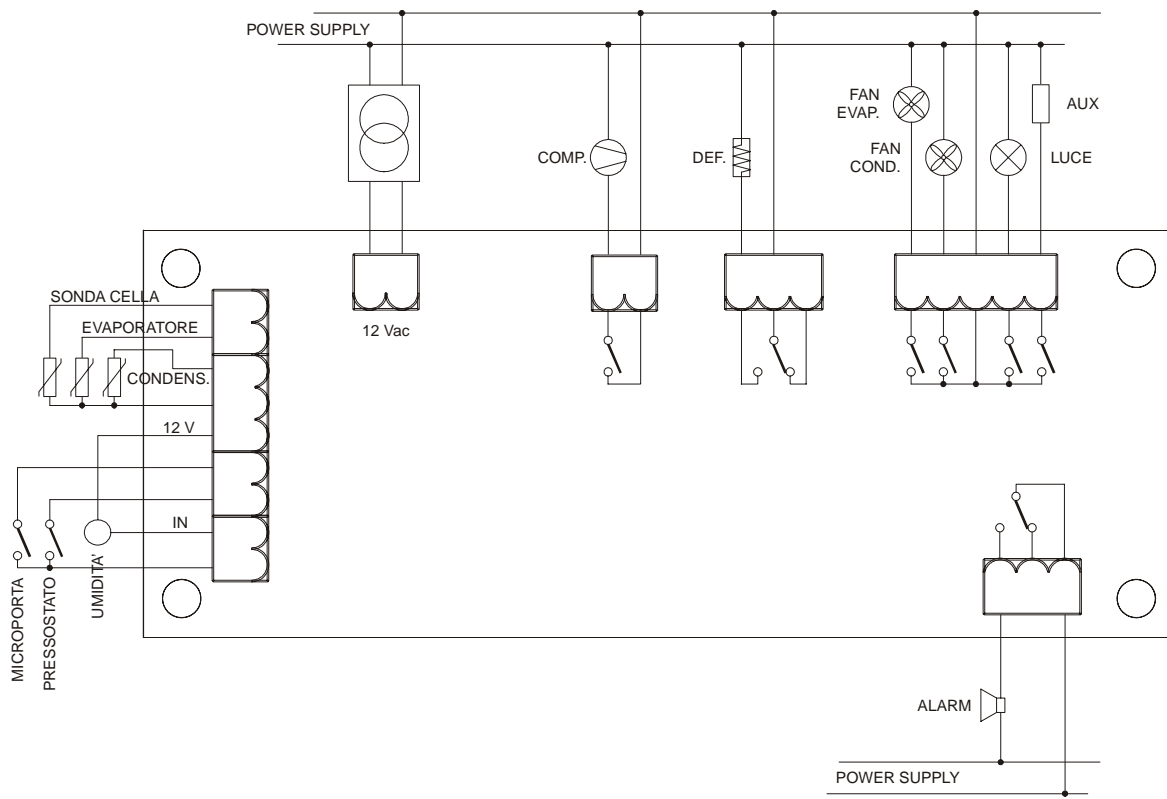 POWER SUPPLY
FAN
EVAP.
AUX
COMP.
DEF.
FAN
COND.
LUCE
SONDA CELLA
EVAPORATORE
CONDENS.
12 Vac
12 V
IN
MICROPORTA
PRESSOSTATO
UMIDITA'
ALARM
POWER SUPPLY